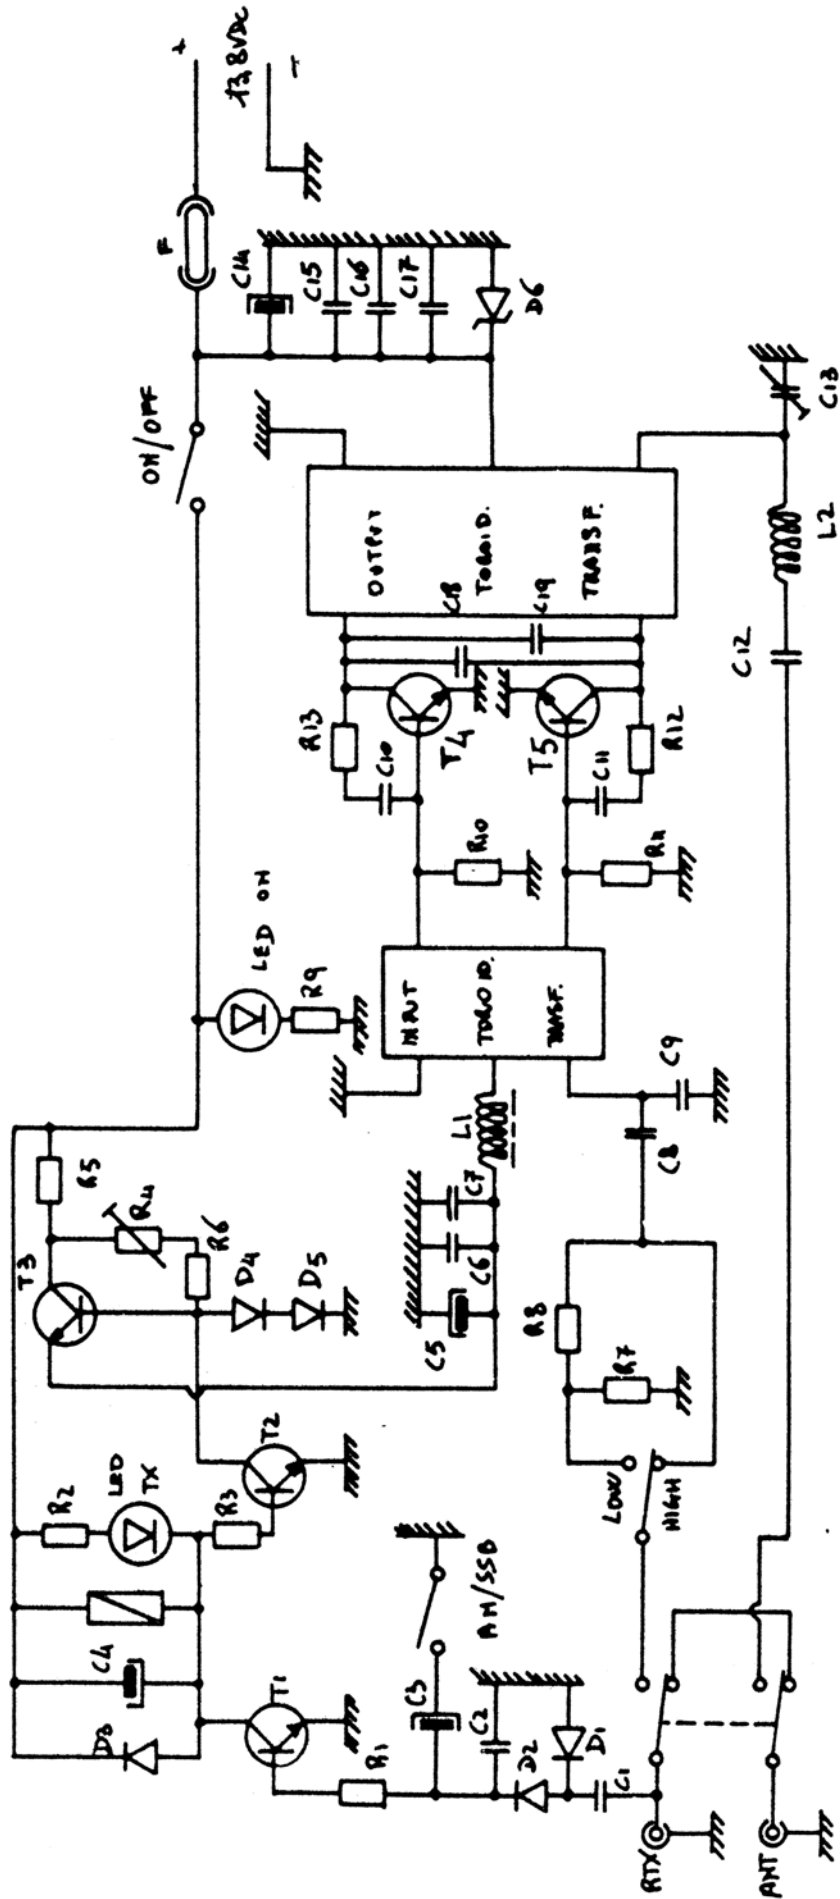 +
13,8VDC
-
F
C14
C15
C16
C17
D6
ON/OFF
C13
OUTPUT
TOROID.
TRANSF.
L2
C18
C19
C12
R13
C10
T4
T5
C11
R12
R10
R11
LED ON
R9
INPUT
TOROID.
TRASF.
L1
C9
C8
R5
R4
R6
T3
D4
D5
C7
C6
C5
R8
R7
LOW
HIGH
R2
LED
TX
R3
T2
C4
D3
T1
R1
C3
AM/SSB
C2
D2
D1
C1
RTX
ANT